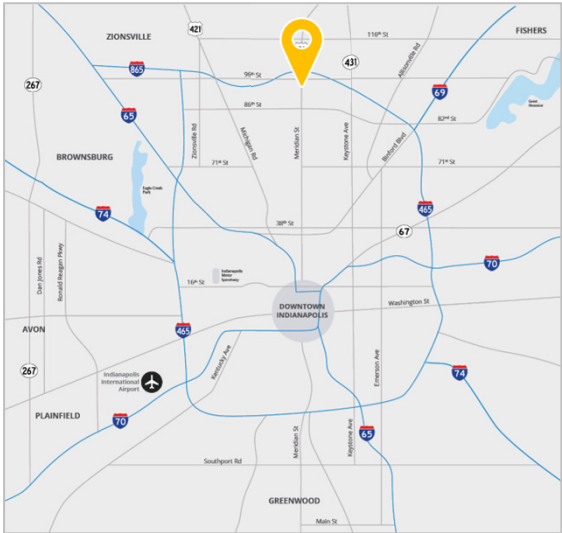 ZIONSVILLE
421
116th St
FISHERS
431
Allisonville Rd
865
96th St
267
69
65
86th St
82nd St
Geist
Reservoir
Zionsville Rd
Michigan Rd
Meridian St
Keystone Ave
Binford Blvd
BROWNSBURG
71st St
71st St
Eagle Creek
Park
74
465
38th St
67
70
Dan Jones Rd
Ronald Reagan Pkwy
Indianapolis
Motor
Speedway
16th St
DOWNTOWN
INDIANAPOLIS
Washington St
AVON
465
267
Kentucky Ave
Emerson Ave
Indianapolis
International
Airport
74
PLAINFIELD
70
Meridian St
Keystone Ave
65
Southport Rd
GREENWOOD
Main St